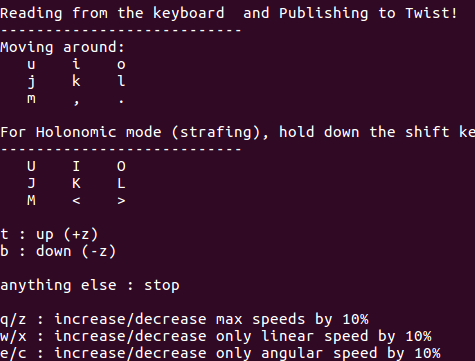 Reading from the keyboard  and Publishing to Twist!
---------------------------
Moving around:
   u    i    o
   j    k    l
   m    ,    .

For Holonomic mode (strafing), hold down the shift ke
---------------------------
   U    I    O
   J    K    L
   M    <    >

t : up (+z)
b : down (-z)

anything else : stop

q/z : increase/decrease max speeds by 10%
w/x : increase/decrease only linear speed by 10%
e/c : increase/decrease only angular speed by 10%